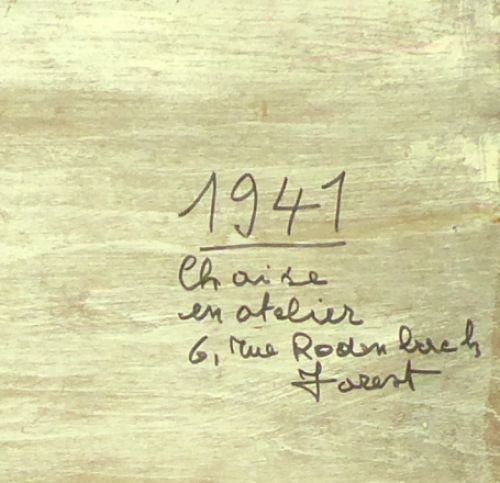 1941
Chaise
en atelier
6, rue Rodenbach
Forest